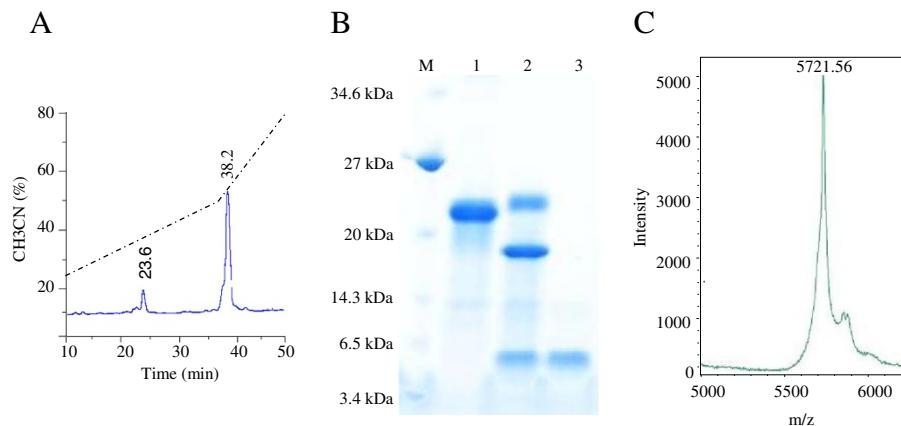 A
80
60
40
20
CH3CN (%)
23.6
38.2
10 20 30 40 50
Time (min)
B
M 1 2 3
34.6 kDa
27 kDa
20 kDa
14.3 kDa
6.5 kDa
3.4 kDa
C
5721.56
5000
4000
3000
2000
1000
0
Intensity
5000 5500 6000
m/z